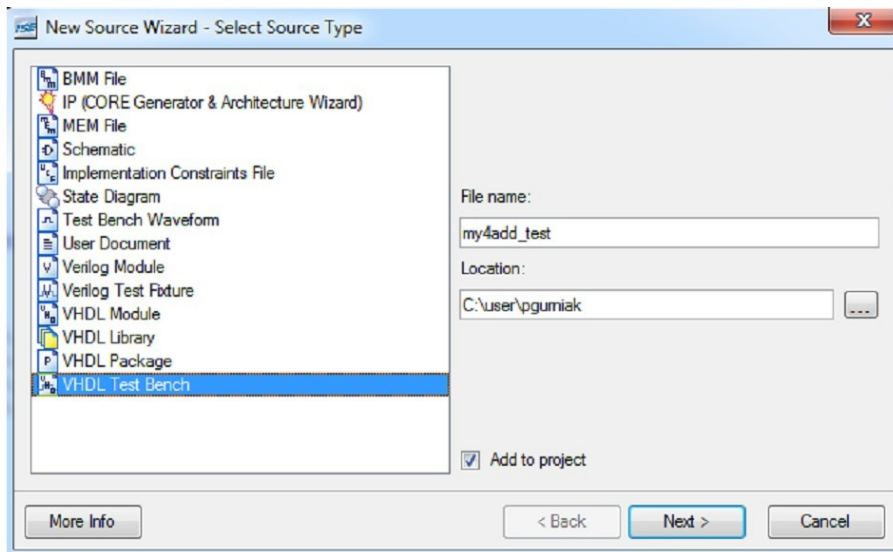 New Source Wizard - Select Source Type
BMM File
IP (CORE Generator & Architecture Wizard)
MEM File
Schematic
Implementation Constraints File
State Diagram
Test Bench Waveform
User Document
Verilog Module
Verilog Test Fixture
VHDL Module
VHDL Library
VHDL Package
VHDL Test Bench
File name:
my4add_test
Location:
C:\user\pgurniak
...
Add to project
More Info
< Back
Next >
Cancel